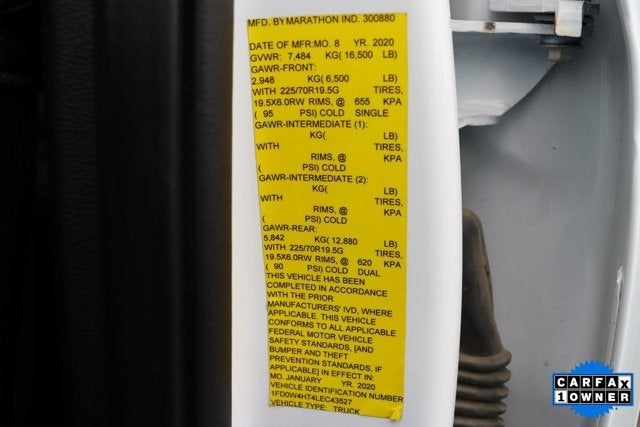 MFD. BY MARATHON IND. 300880
DATE OF MFR:MO. 8 YR. 2020
GVWR: 7,484 KG( 16,500 LB)
GAWR-FRONT:
2,948 KG( 6,500 LB)
WITH 225/70R19.5G TIRES,
19.5X6.0RW RIMS, @ 655 KPA
( 95 PSI) COLD SINGLE
GAWR-INTERMEDIATE (1):
KG( LB)
WITH TIRES,
RIMS, @ KPA
( PSI) COLD
GAWR-INTERMEDIATE (2):
KG( LB)
WITH TIRES,
RIMS, @ KPA
( PSI) COLD
GAWR-REAR:
5,842 KG( 12,880 LB)
WITH 225/70R19.5G TIRES,
19.5X6.0RW RIMS, @ 620 KPA
( 90 PSI) COLD DUAL
THIS VEHICLE HAS BEEN
COMPLETED IN ACCORDANCE
WITH THE PRIOR
MANUFACTURERS' IVD, WHERE
APPLICABLE. THIS VEHICLE
CONFORMS TO ALL APPLICABLE
FEDERAL MOTOR VEHICLE
SAFETY STANDARDS, [AND
BUMPER AND THEFT
PREVENTION STANDARDS, IF
APPLICABLE] IN EFFECT IN:
MO. JANUARY YR. 2020
VEHICLE IDENTIFICATION NUMBER
1FD0W4HT4LEC43527
VEHICLE TYPE: TRUCK
CARFAX
1 OWNER